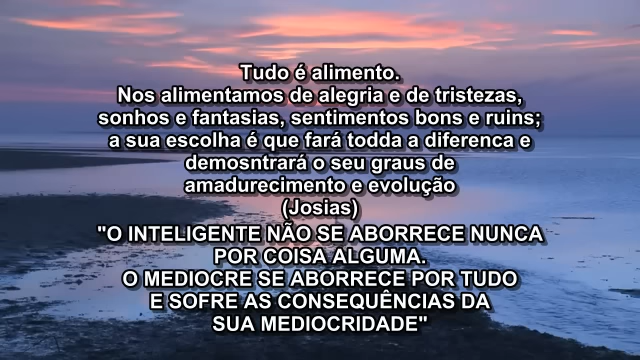 Tudo é alimento.
Nos alimentamos de alegria e de tristezas,
sonhos e fantasias, sentimentos bons e ruins;
a sua escolha é que fará todda a diferenca e
demosntrará o seu graus de
amadurecimento e evolução
(Josias)
"O INTELIGENTE NÃO SE ABORRECE NUNCA
POR COISA ALGUMA.
O MEDIOCRE SE ABORRECE POR TUDO
E SOFRE AS CONSEQUÊNCIAS DA
SUA MEDIOCRIDADE"